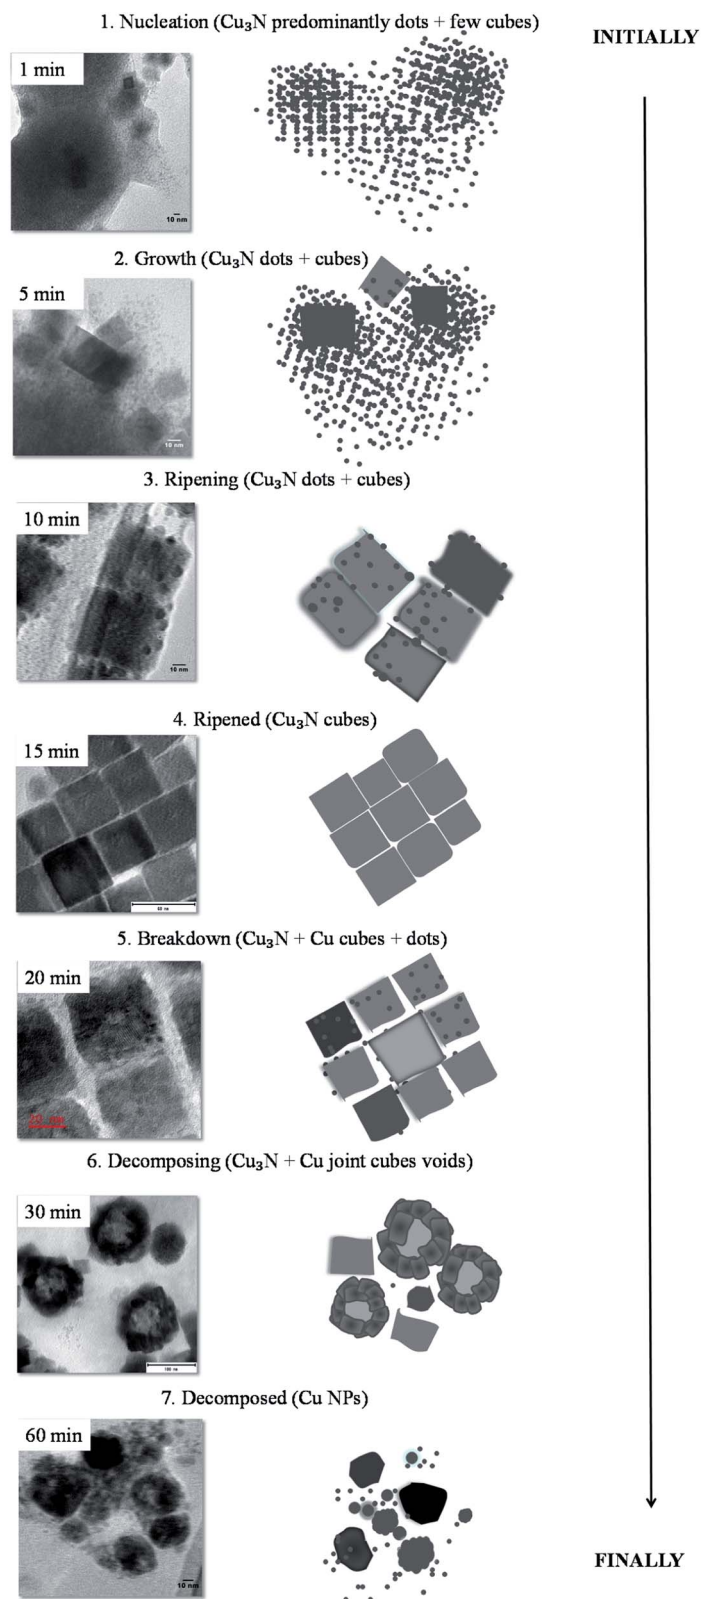 1. Nucleation (Cu₃N predominantly dots + few cubes)
INITIALLY
1 min
10 nm
2. Growth (Cu₃N dots + cubes)
5 min
10 nm
3. Ripening (Cu₃N dots + cubes)
10 min
10 nm
4. Ripened (Cu₃N cubes)
15 min
5. Breakdown (Cu₃N + Cu cubes + dots)
20 min
6. Decomposing (Cu₃N + Cu joint cubes voids)
30 min
100 nm
7. Decomposed (Cu NPs)
60 min
10 nm
FINALLY